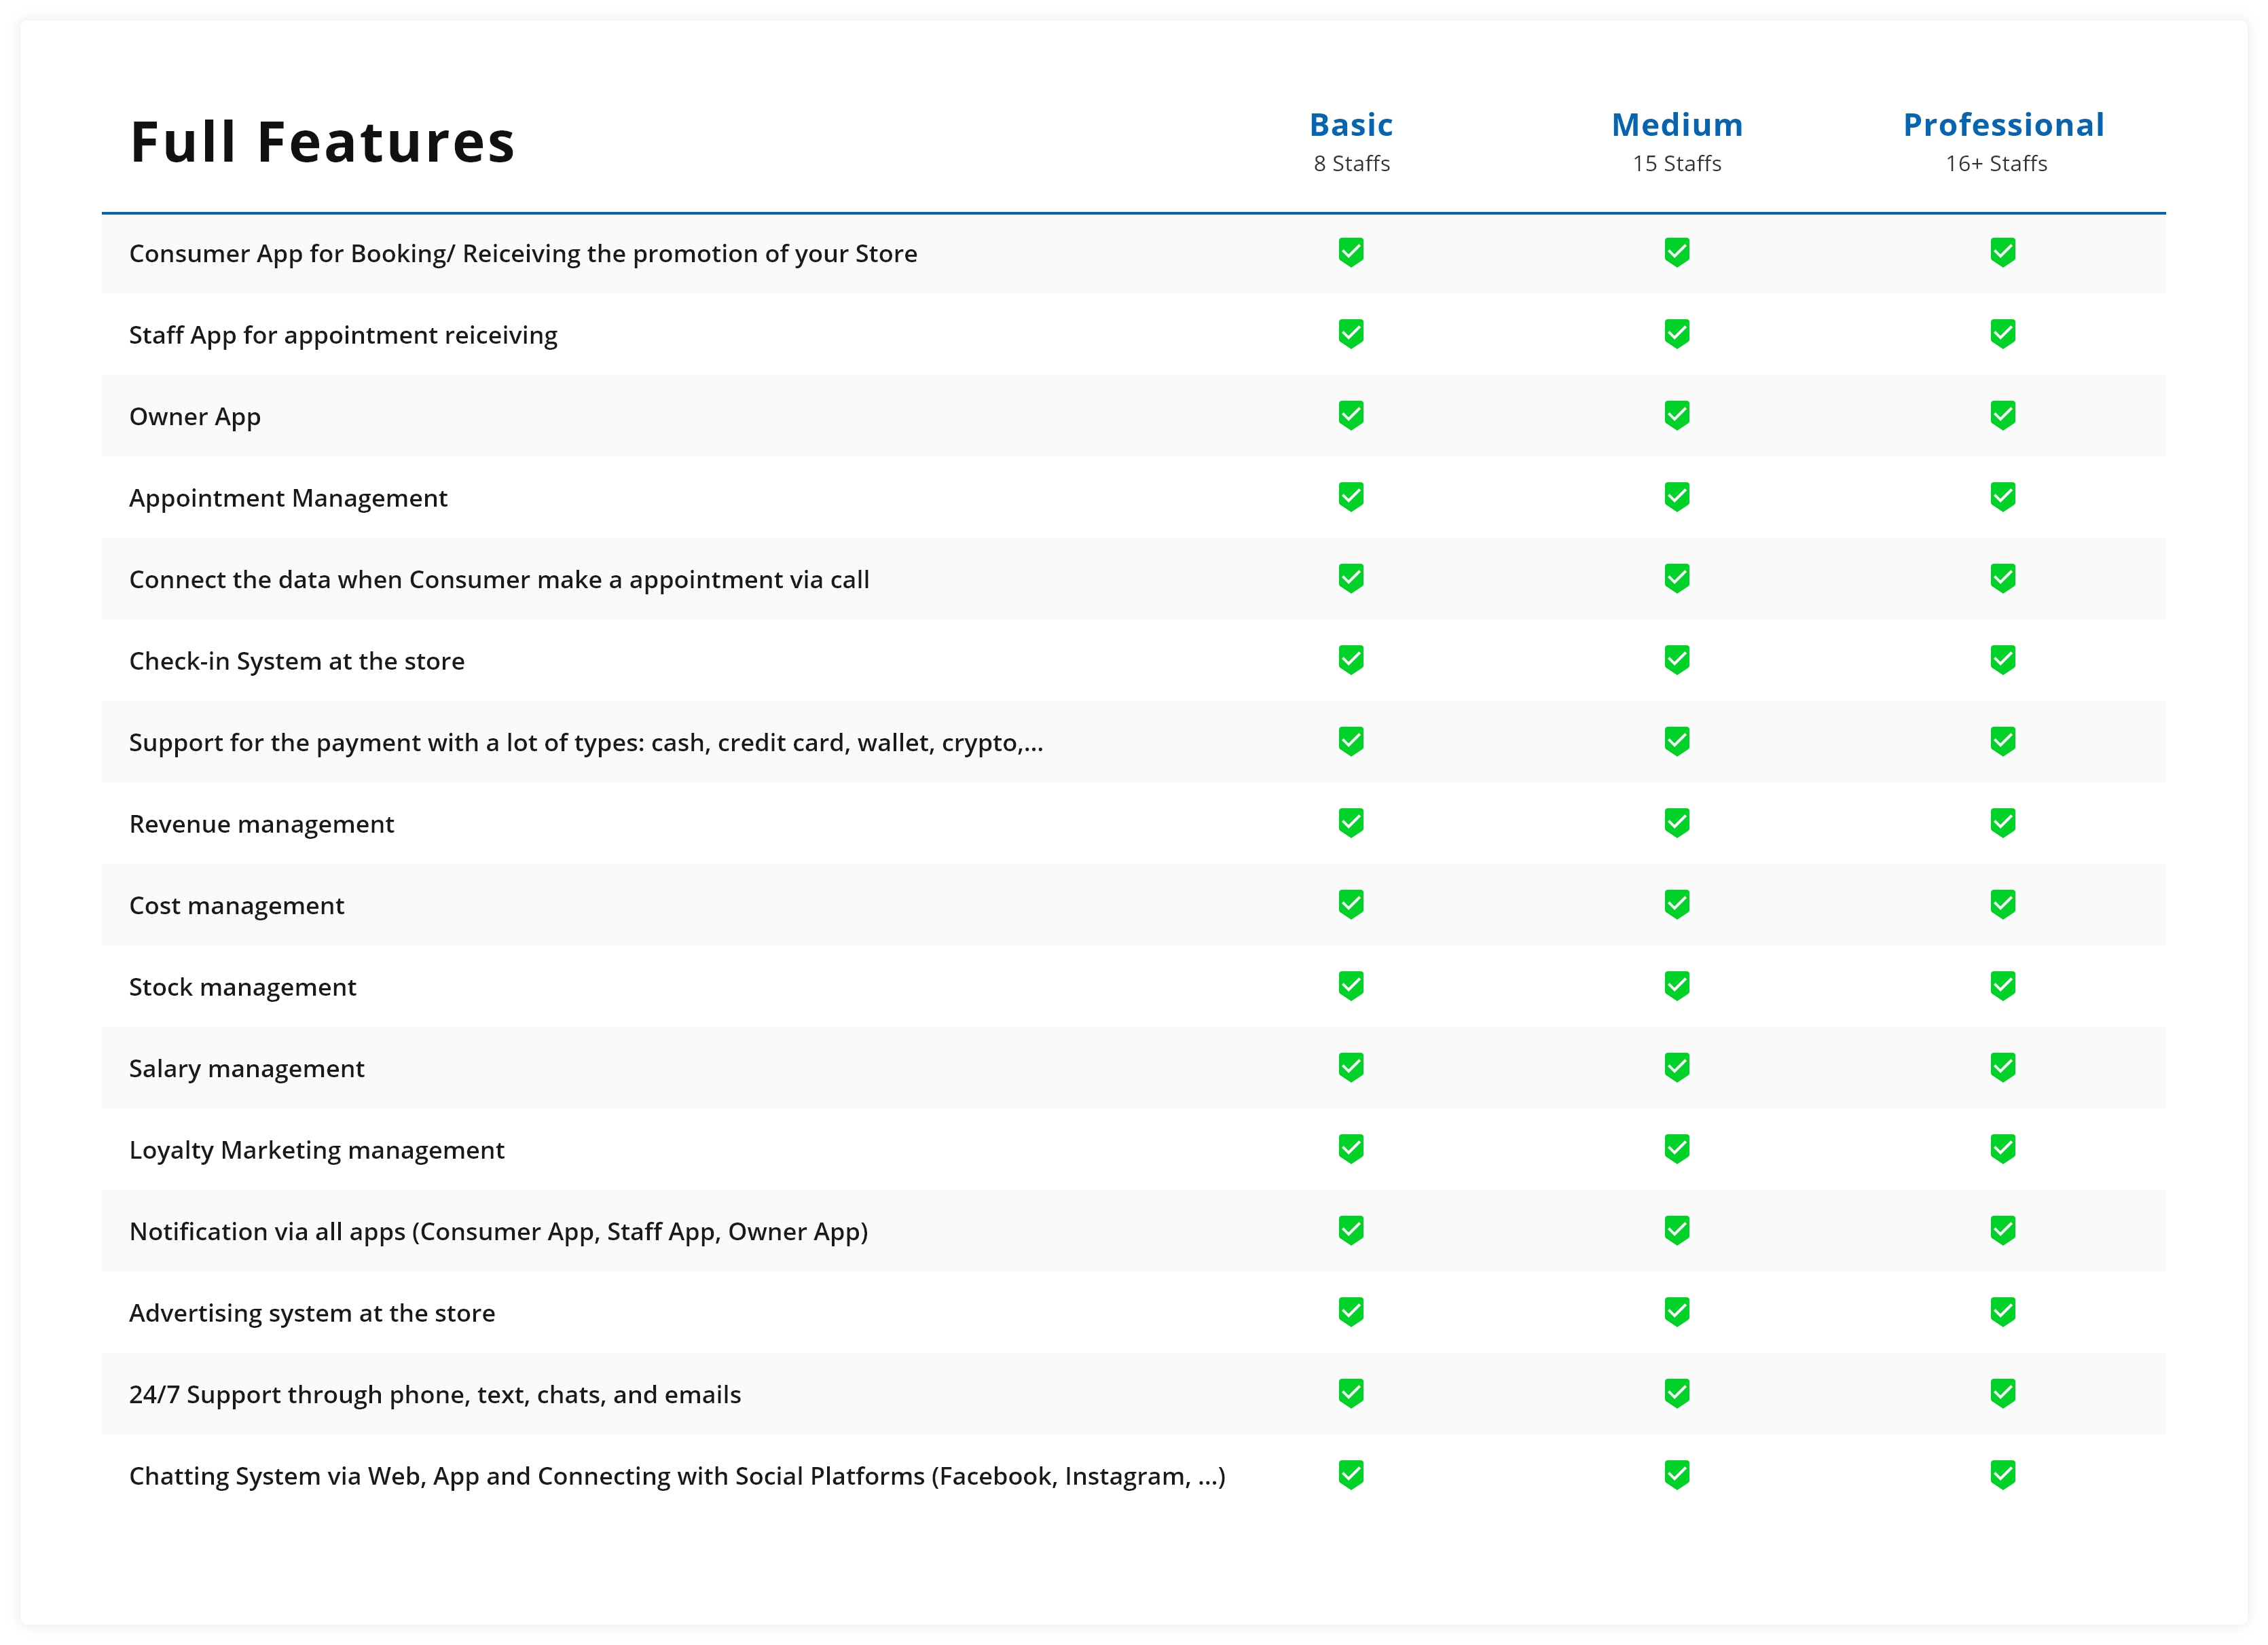 Full Features
Basic Medium Professional
8 Staffs 15 Staffs 16+ Staffs
Consumer App for Booking/ Reiceiving the promotion of your Store
Staff App for appointment reiceiving
Owner App
Appointment Management
Connect the data when Consumer make a appointment via call
Check-in System at the store
Support for the payment with a lot of types: cash, credit card, wallet, crypto,...
Revenue management
Cost management
Stock management
Salary management
Loyalty Marketing management
Notification via all apps (Consumer App, Staff App, Owner App)
Advertising system at the store
24/7 Support through phone, text, chats, and emails
Chatting System via Web, App and Connecting with Social Platforms (Facebook, Instagram, ...)